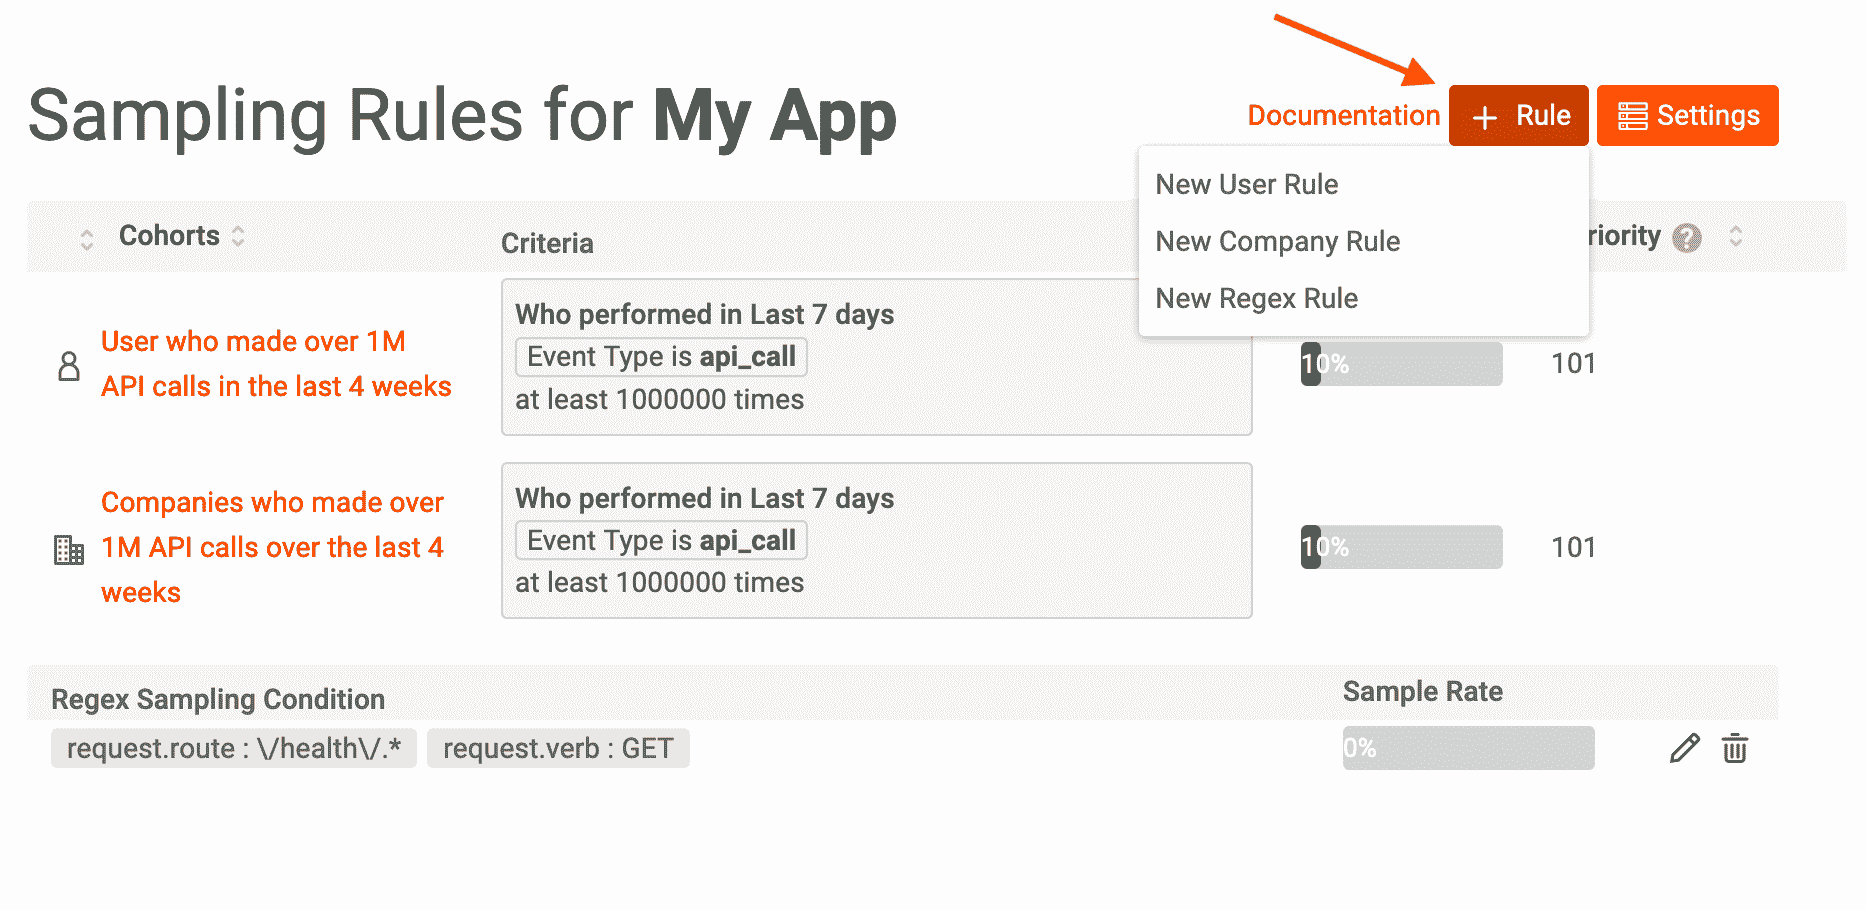 Sampling Rules for My App
Documentation
+ Rule
Settings
New User Rule
New Company Rule
New Regex Rule
Cohorts
Criteria
riority
?
User who made over 1M
API calls in the last 4 weeks
Who performed in Last 7 days
Event Type is api_call
at least 1000000 times
10%
101
Companies who made over
1M API calls over the last 4
weeks
Who performed in Last 7 days
Event Type is api_call
at least 1000000 times
10%
101
Regex Sampling Condition
Sample Rate
request.route : \/health\/.*
request.verb : GET
0%